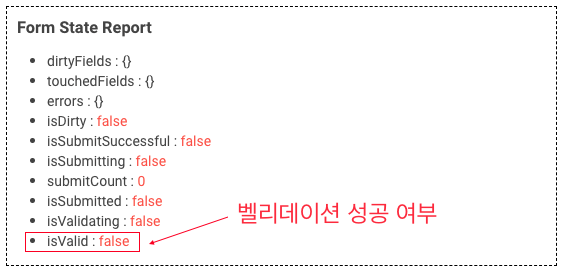 Form State Report
• dirtyFields : {}
• touchedFields : {}
• errors : {}
• isDirty : false
• isSubmitSuccessful : false
• isSubmitting : false
• submitCount : 0
• isSubmitted : false
• isValidating : false
벨리데이션 성공 여부
• isValid : false